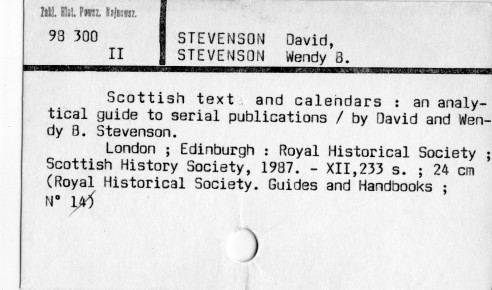 Zakł. Hist. Powsz. Najnowsz.
98 300
II
STEVENSON David,
STEVENSON Wendy B.
Scottish text and calendars : an analy-
tical guide to serial publications / by David and Wen-
dy B. Stevenson.
London ; Edinburgh : Royal Historical Society ;
Scottish History Society, 1987. - XII,233 s. ; 24 cm
(Royal Historical Society. Guides and Handbooks ;
N° 14)